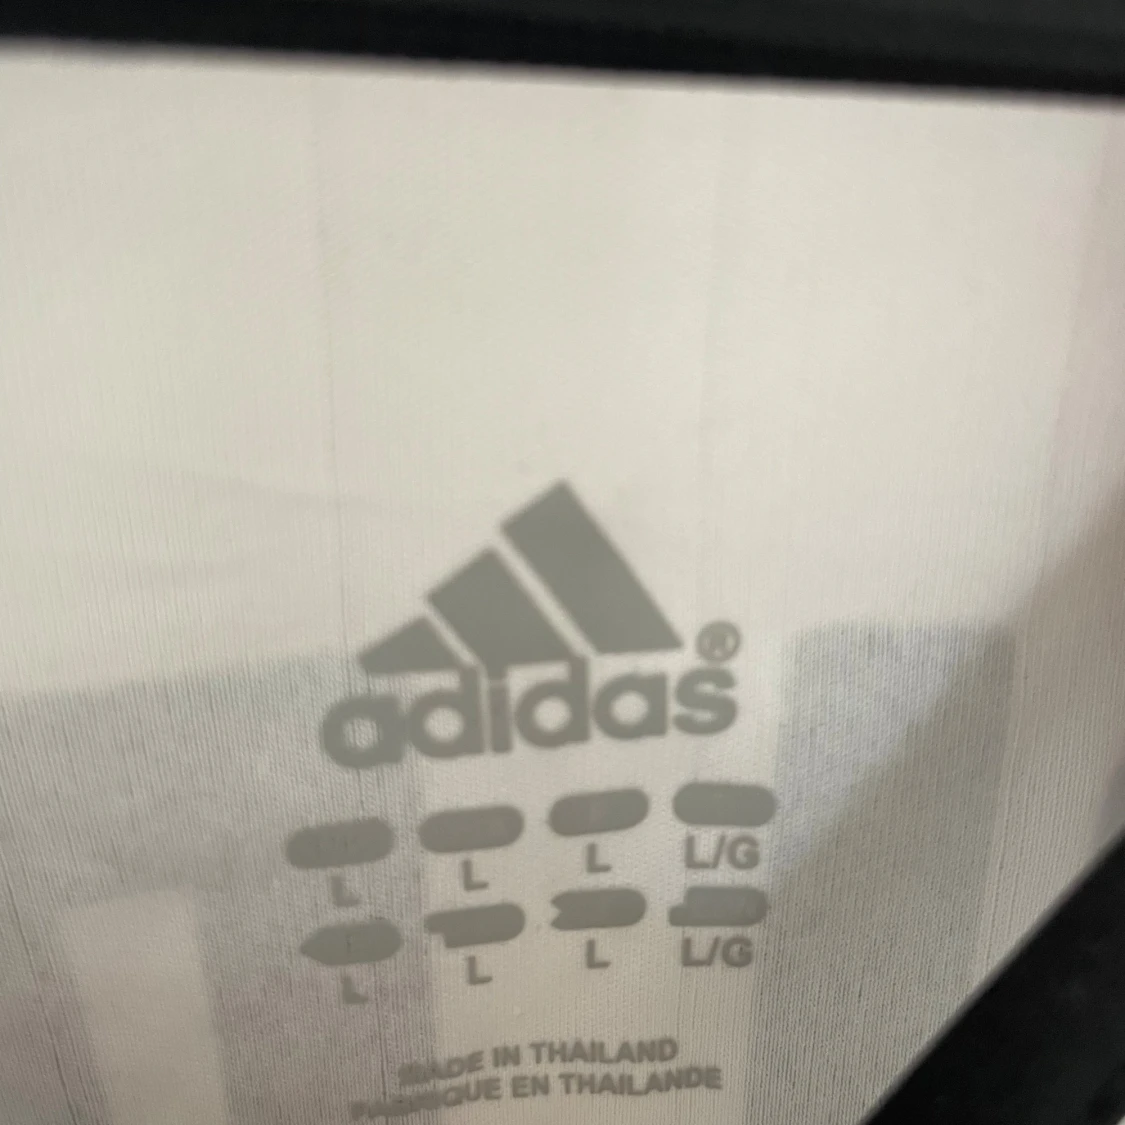 adidas®
L L L L/G
L L L L/G
MADE IN THAILAND
FABRIQUE EN THAILANDE